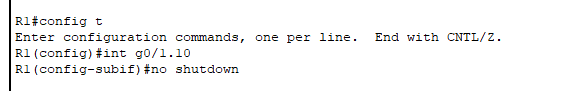 R1#config t
Enter configuration commands, one per line.  End with CNTL/Z.
R1(config)#int g0/1.10
R1(config-subif)#no shutdown